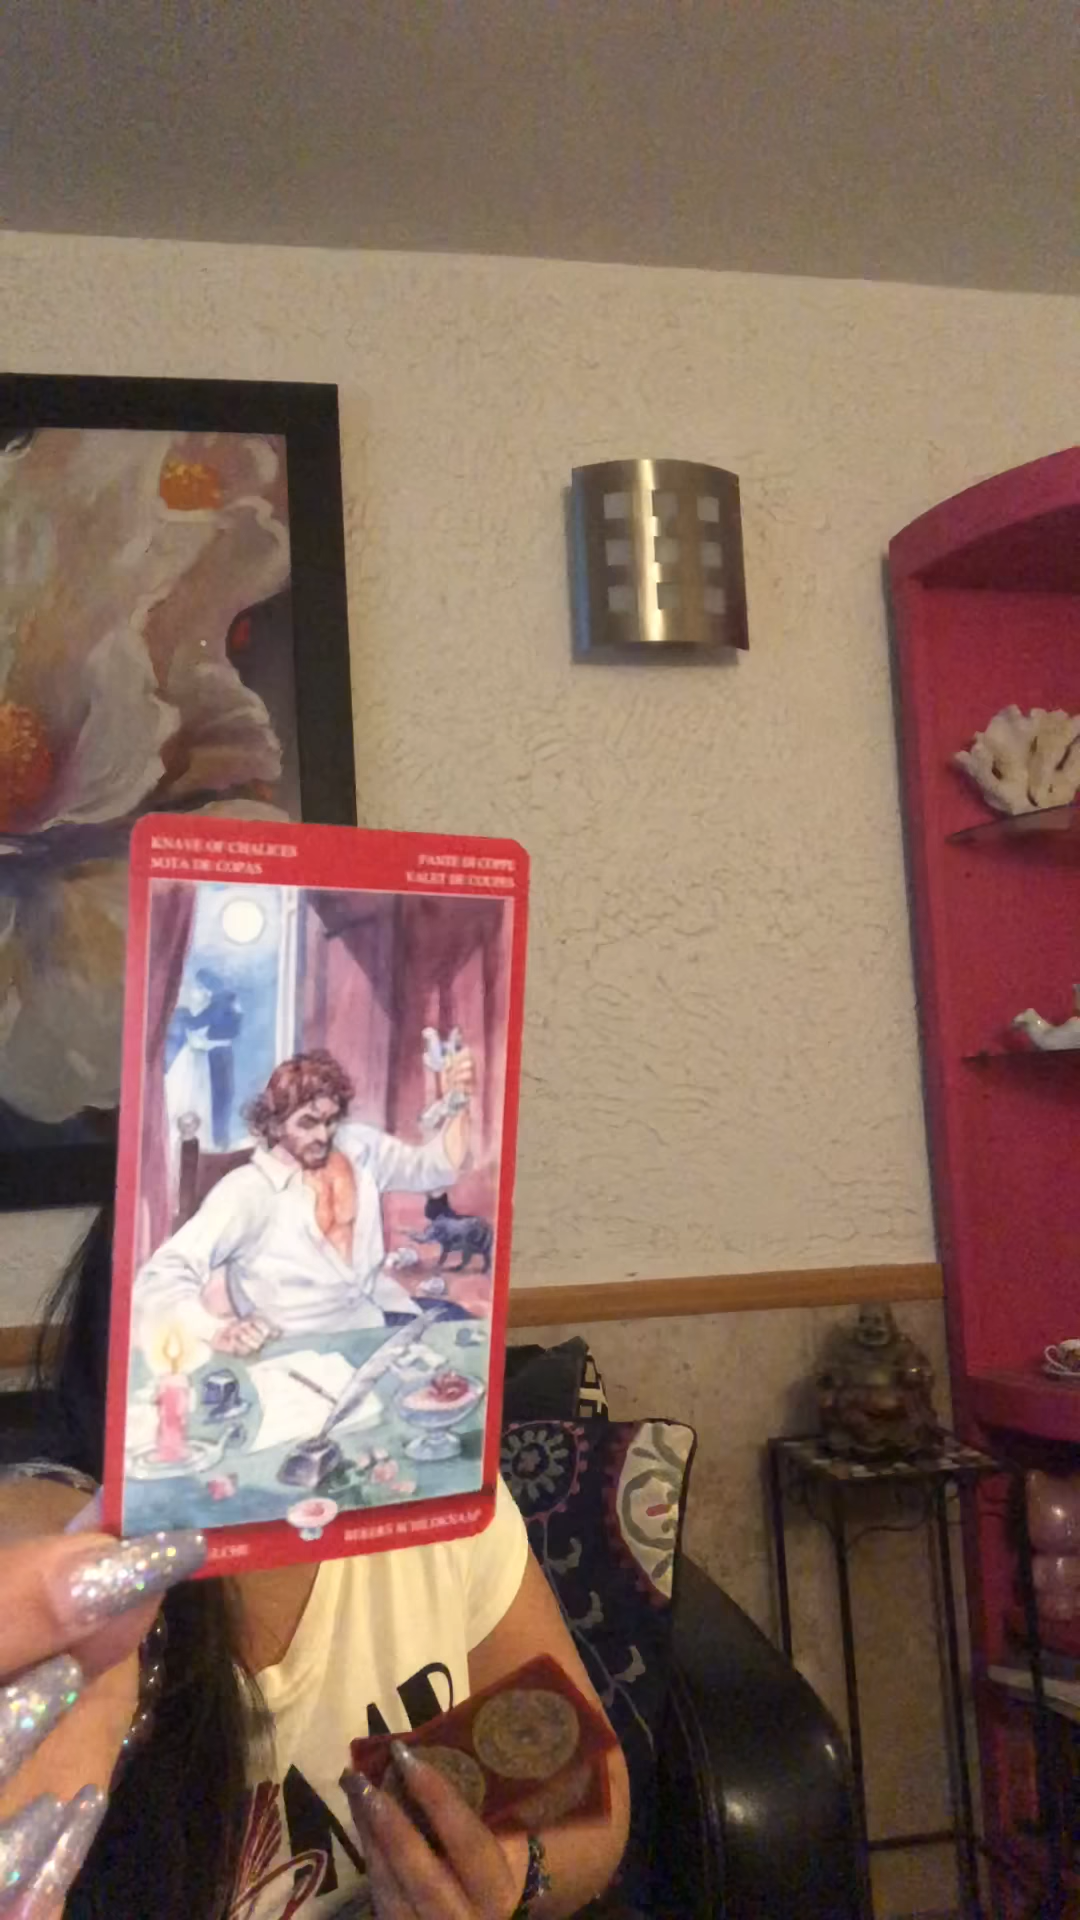 KNAVE OF CHALICES
SOTA DE COPAS
FANTE DI COPPE
VALET DE COUPES
BEKERS SCHILDKNAAP